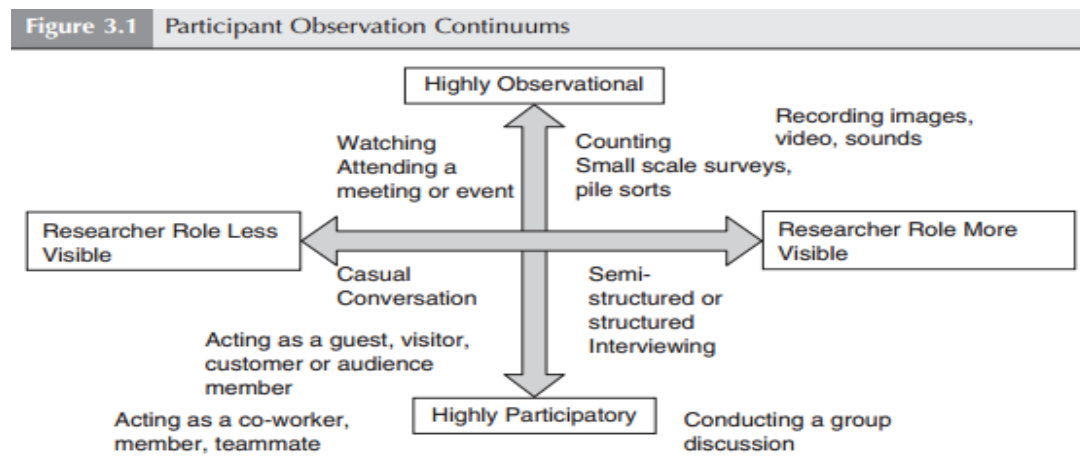 Figure 3.1 Participant Observation Continuums
Highly Observational
Recording images,
video, sounds
Watching
Attending a
meeting or event
Counting
Small scale surveys,
pile sorts
Researcher Role Less
Visible
Researcher Role More
Visible
Casual
Conversation
Semi-
structured or
structured
Interviewing
Acting as a guest, visitor,
customer or audience
member
Acting as a co-worker,
member, teammate
Highly Participatory
Conducting a group
discussion